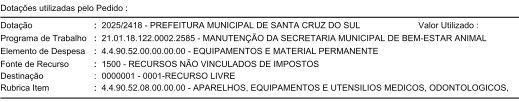 Dotações utilizadas pelo Pedido :
Dotação : 2025/2418 - PREFEITURA MUNICIPAL DE SANTA CRUZ DO SUL Valor Utilizado :
Programa de Trabalho : 21.01.18.122.0002.2585 - MANUTENÇÃO DA SECRETARIA MUNICIPAL DE BEM-ESTAR ANIMAL
Elemento de Despesa : 4.4.90.52.00.00.00.00 - EQUIPAMENTOS E MATERIAL PERMANENTE
Fonte de Recurso : 1500 - RECURSOS NÃO VINCULADOS DE IMPOSTOS
Destinação : 0000001 - 0001-RECURSO LIVRE
Rubrica Item : 4.4.90.52.08.00.00.00 - APARELHOS, EQUIPAMENTOS E UTENSILIOS MEDICOS, ODONTOLOGICOS,